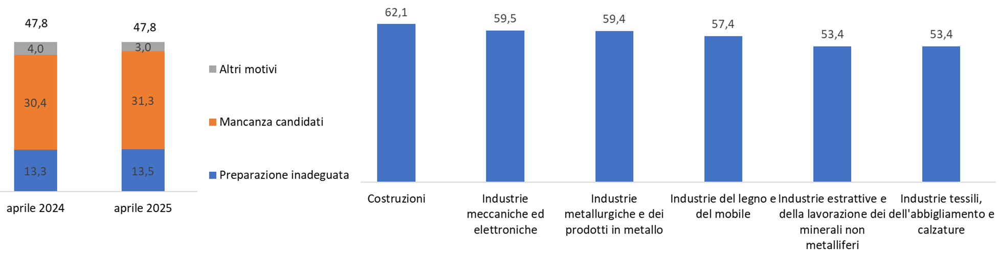 47,8
47,8
4,0
3,0
30,4
31,3
13,3
13,5
aprile 2024
aprile 2025
Altri motivi
Mancanza candidati
Preparazione inadeguata
62,1
59,5
59,4
57,4
53,4
53,4
Costruzioni
Industrie
meccaniche ed
elettroniche
Industrie
metallurgiche e dei
prodotti in metallo
Industrie del legno e
del mobile
Industrie estrattive e
della lavorazione dei
minerali non
metalliferi
Industrie tessili,
dell'abbigliamento e
calzature